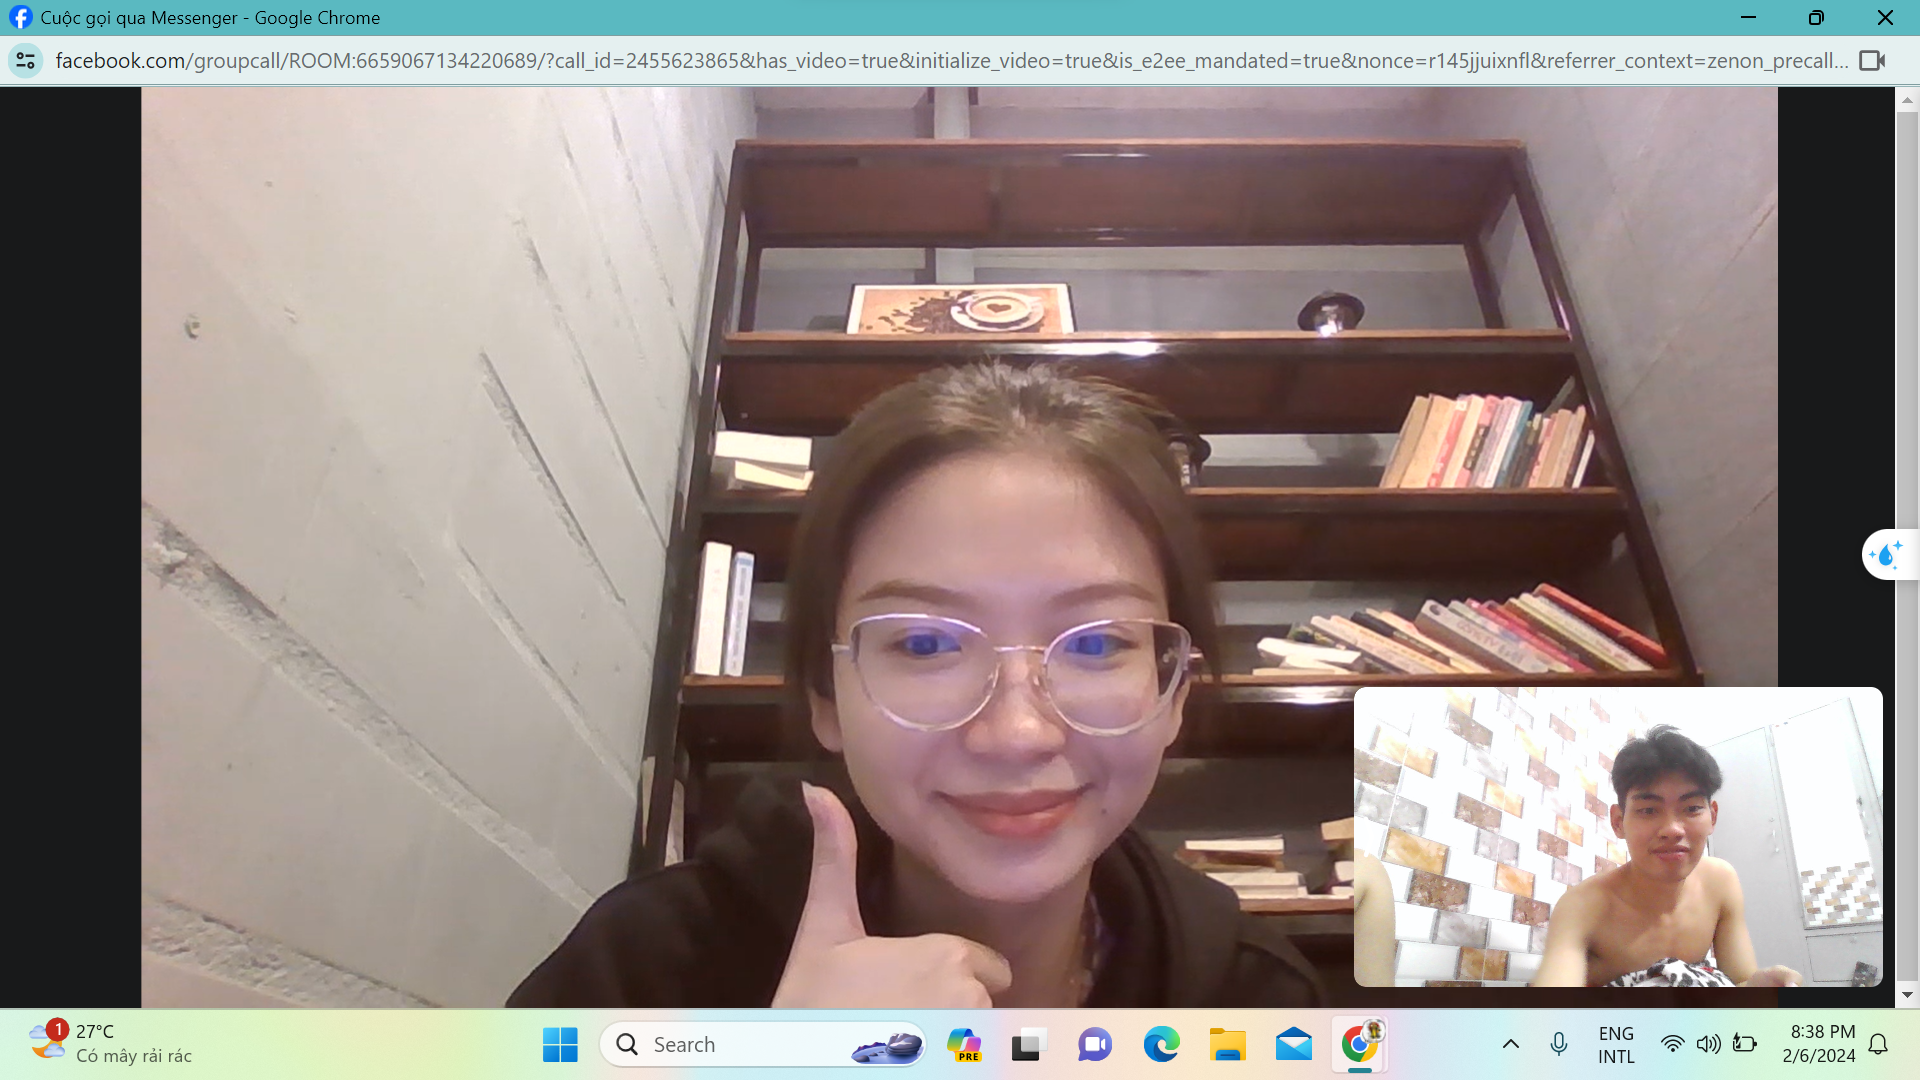 Cuộc gọi qua Messenger - Google Chrome
facebook.com/groupcall/ROOM:6659067134220689/?call_id=2455623865&has_video=true&initialize_video=true&is_e2ee_mandated=true&nonce=r145jjuixnfl&referrer_context=zenon_precall...
1
27°C
Có mây rải rác
Search
PRE
ENG
INTL
8:38 PM
2/6/2024